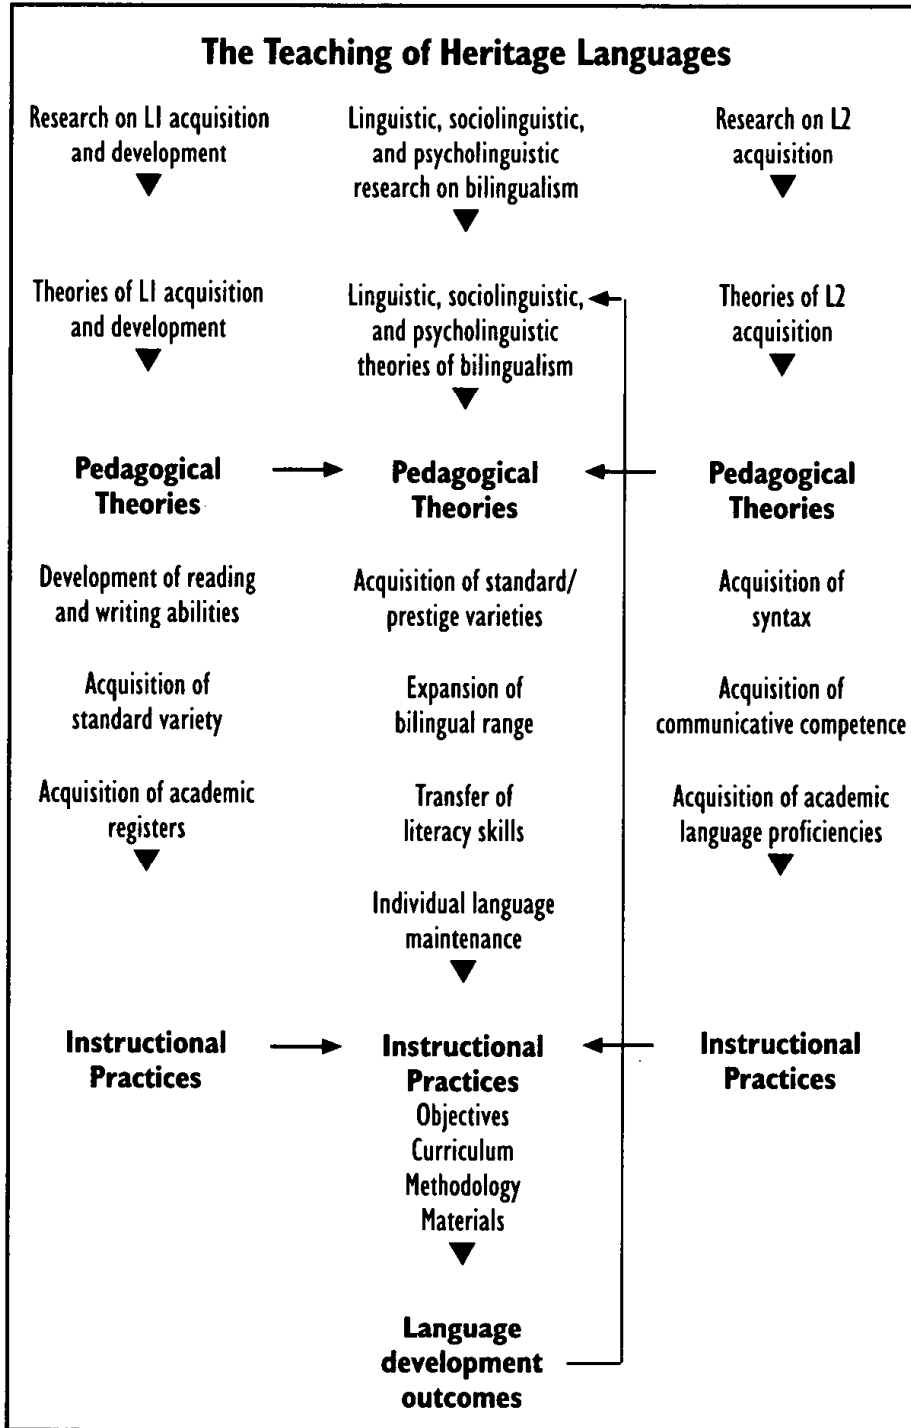 The Teaching of Heritage Languages
Research on L1 acquisition
and development
Linguistic, sociolinguistic,
and psycholinguistic
research on bilingualism
Research on L2
acquisition
Theories of L1 acquisition
and development
Linguistic, sociolinguistic,
and psycholinguistic
theories of bilingualism
Theories of L2
acquisition
Pedagogical
Theories
Pedagogical
Theories
Pedagogical
Theories
Development of reading
and writing abilities
Acquisition of standard/
prestige varieties
Acquisition of
syntax
Acquisition of
standard variety
Expansion of
bilingual range
Acquisition of
communicative competence
Acquisition of academic
registers
Transfer of
literacy skills
Acquisition of academic
language proficiencies
Individual language
maintenance
Instructional
Practices
Instructional
Practices
Objectives
Curriculum
Methodology
Materials
Instructional
Practices
Language
development
outcomes